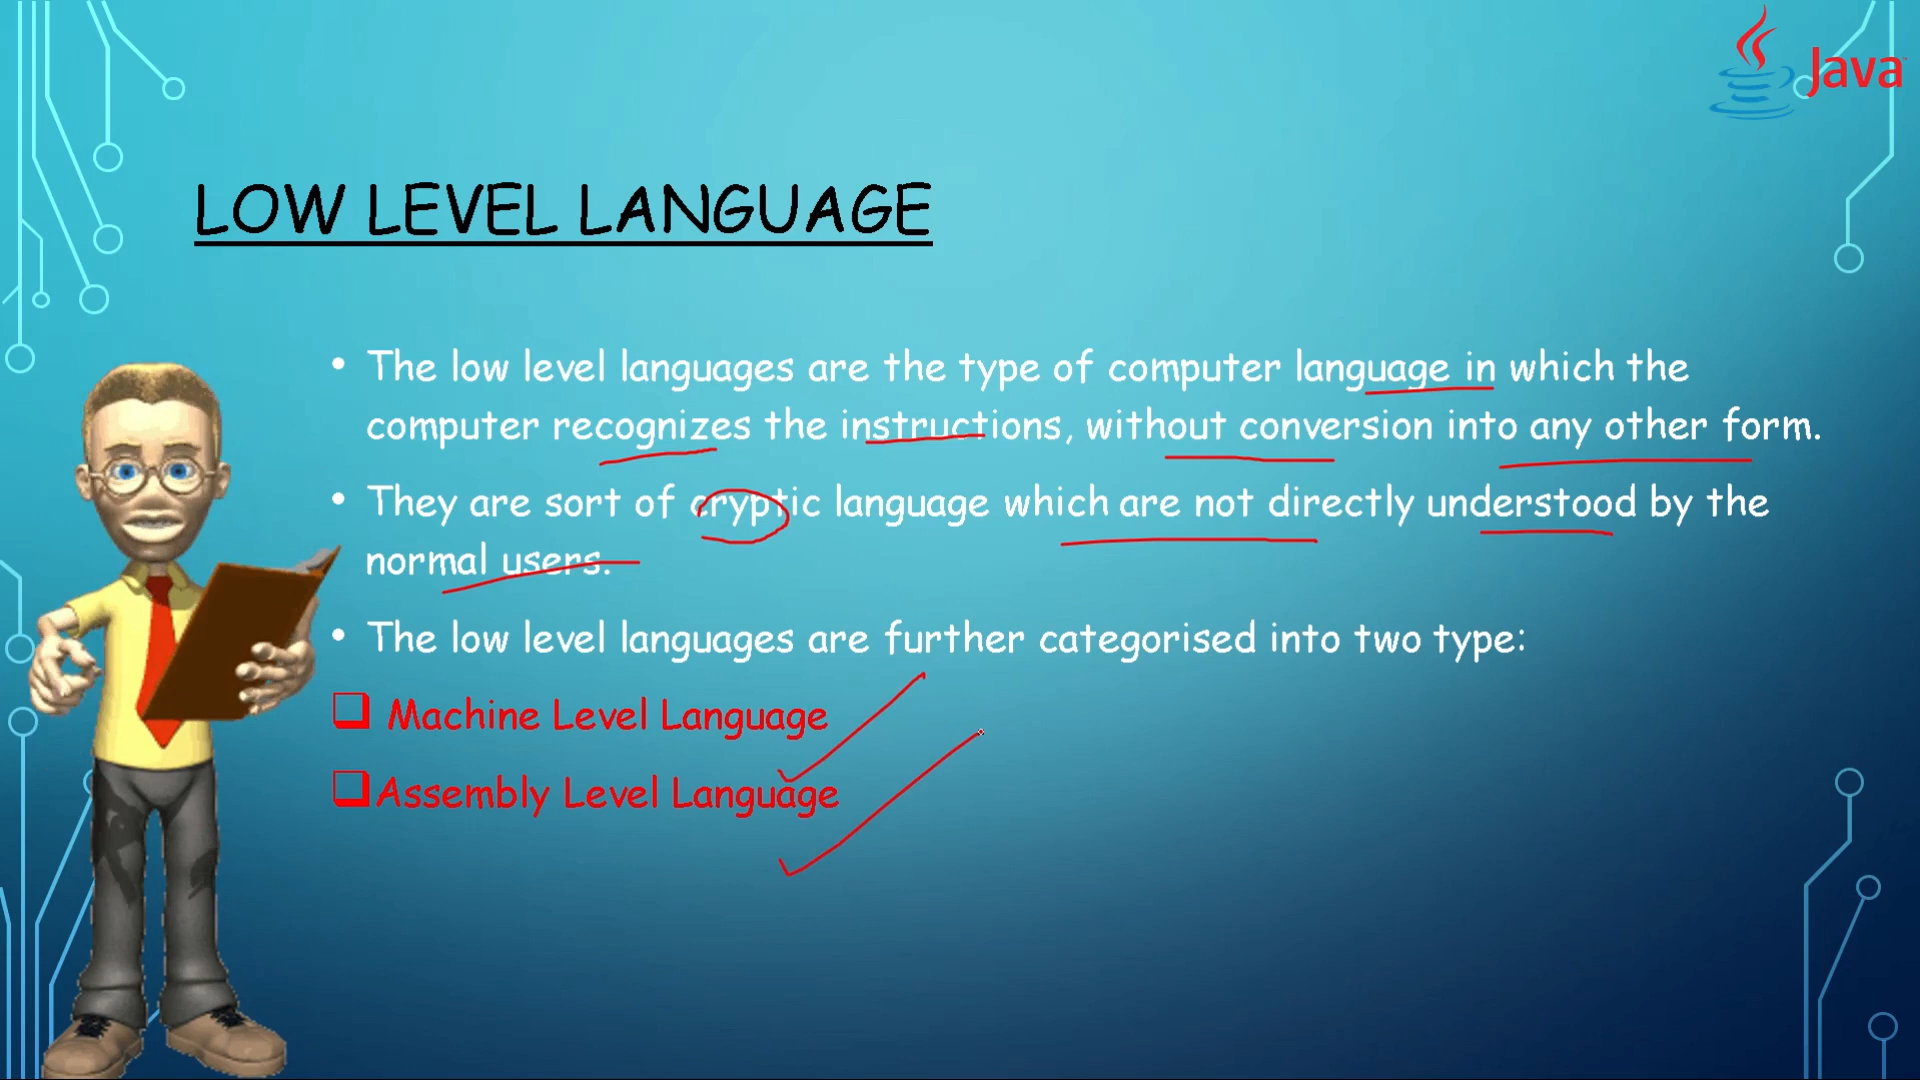 Java
LOW LEVEL LANGUAGE
• The low level languages are the type of computer language in which the
computer recognizes the instructions, without conversion into any other form.
• They are sort of cryptic language which are not directly understood by the
normal users.
• The low level languages are further categorised into two type:
❑ Machine Level Language
❑Assembly Level Language